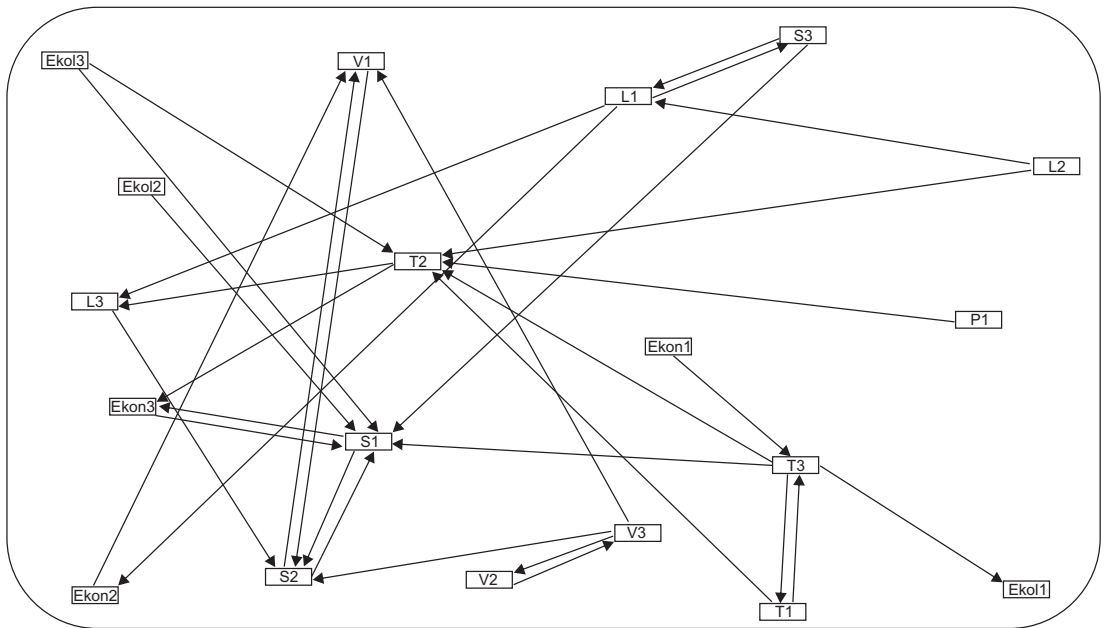 S3
Ekol3
V1
L1
L2
Ekol2
T2
L3
P1
Ekon1
Ekon3
S1
T3
V3
S2
V2
Ekol1
Ekon2
T1